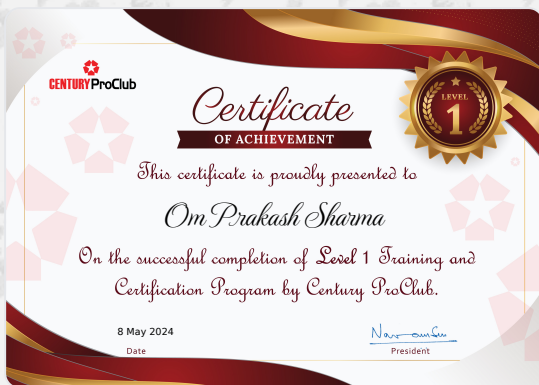 CENTURY ProClub
Certificate
OF ACHIEVEMENT
LEVEL
1
This certificate is proudly presented to
Om Prakash Sharma
On the successful completion of Level 1 Training and
Certification Program by Century ProClub.
8 May 2024
Date
President